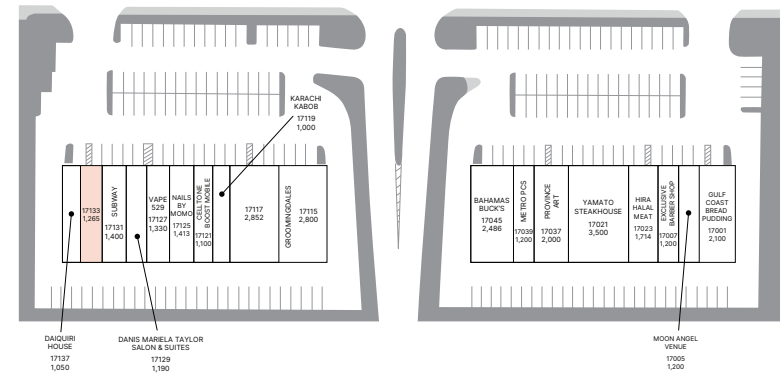 KARACHI
KABOB
17119
1,000
17133
1,265
SUBWAY
17131
1,400
VAPE
529
17127
1,330
NAILS
BY
MOMO
17125
1,413
CELLTONE
BOOST MOBILE
17121
1,100
17117
2,852
GROOMINGDALES
17115
2,800
BAHAMAS
BUCK'S
17045
2,486
METRO PCS
17039
1,200
PROVINCE
ART
17037
2,000
YAMATO
STEAKHOUSE
17021
3,500
HIRA
HALAL
MEAT
17023
1,714
EXCLUSIVE
BARBER SHOP
17007
1,200
GULF
COAST
BREAD
PUDDING
17001
2,100
DAIQUIRI
HOUSE
17137
1,050
DANIS MARIELA TAYLOR
SALON & SUITES
17129
1,190
MOON ANGEL
VENUE
17005
1,200